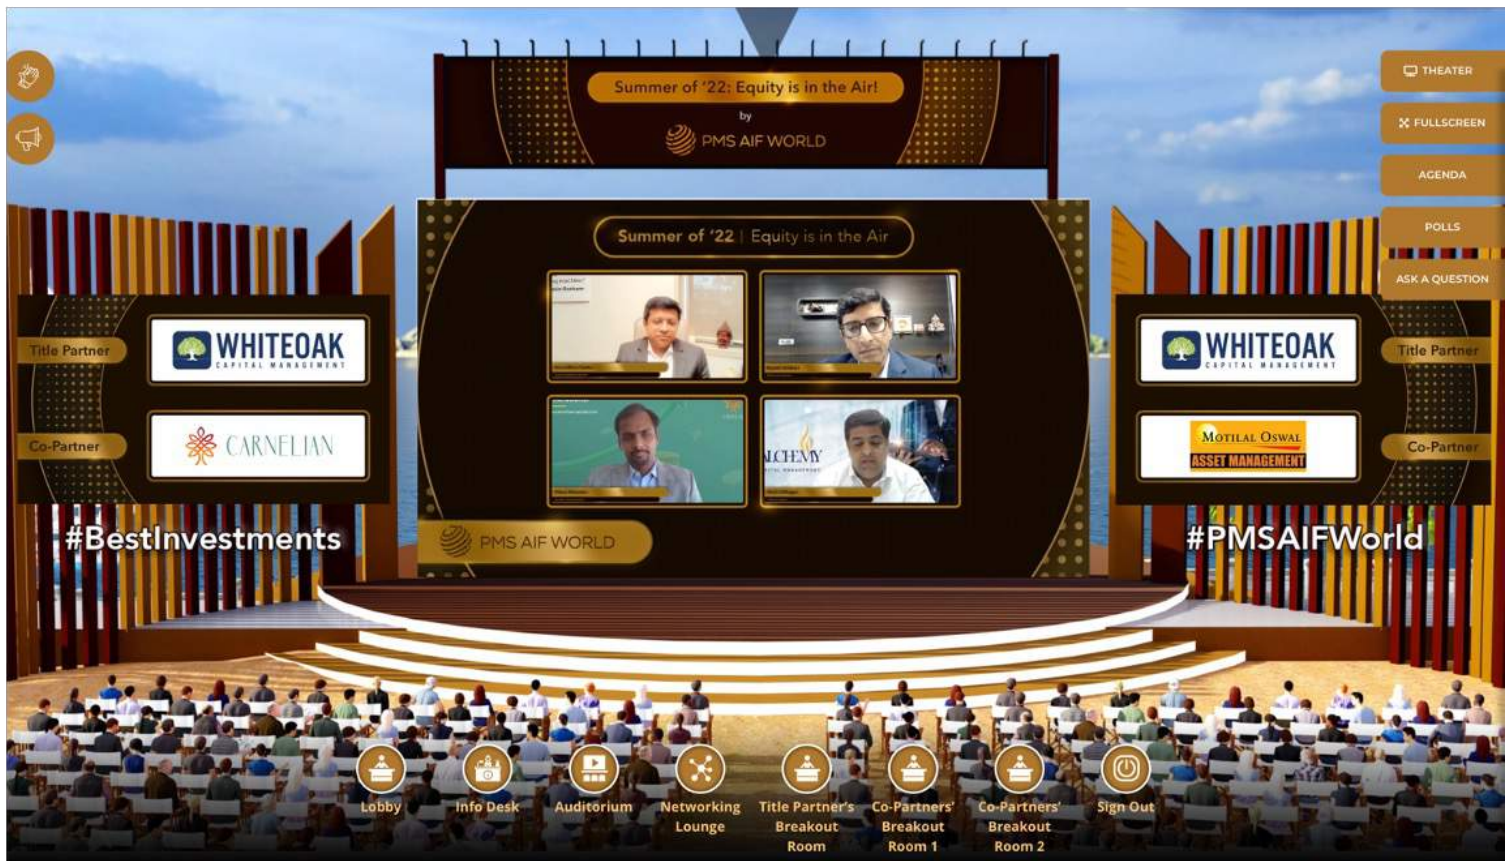 Summer of '22: Equity is in the Air!
by
PMS AIF WORLD
THEATER
FULLSCREEN
AGENDA
POLLS
ASK A QUESTION
Summer of '22 | Equity is in the Air
Title Partner
WHITEOAK
CAPITAL MANAGEMENT
Co-Partner
CARNELIAN
#BestInvestments
ALCHEMY
PMS AIF WORLD
WHITEOAK
CAPITAL MANAGEMENT
Title Partner
MOTILAL OSWAL
ASSET MANAGEMENT
Co-Partner
#PMSAIFWorld
Lobby
Info Desk
Auditorium
Networking
Lounge
Title Partner's
Breakout
Room
Co-Partners'
Breakout
Room 1
Co-Partners'
Breakout
Room 2
Sign Out